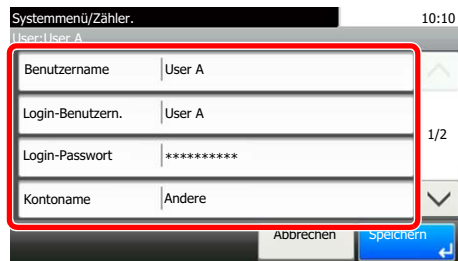 Systemmenü/Zähler. 10:10
User:User A
Benutzername User A
Login-Benutzern. User A
1/2
Login-Passwort **********
Kontoname Andere
Abbrechen Speichern